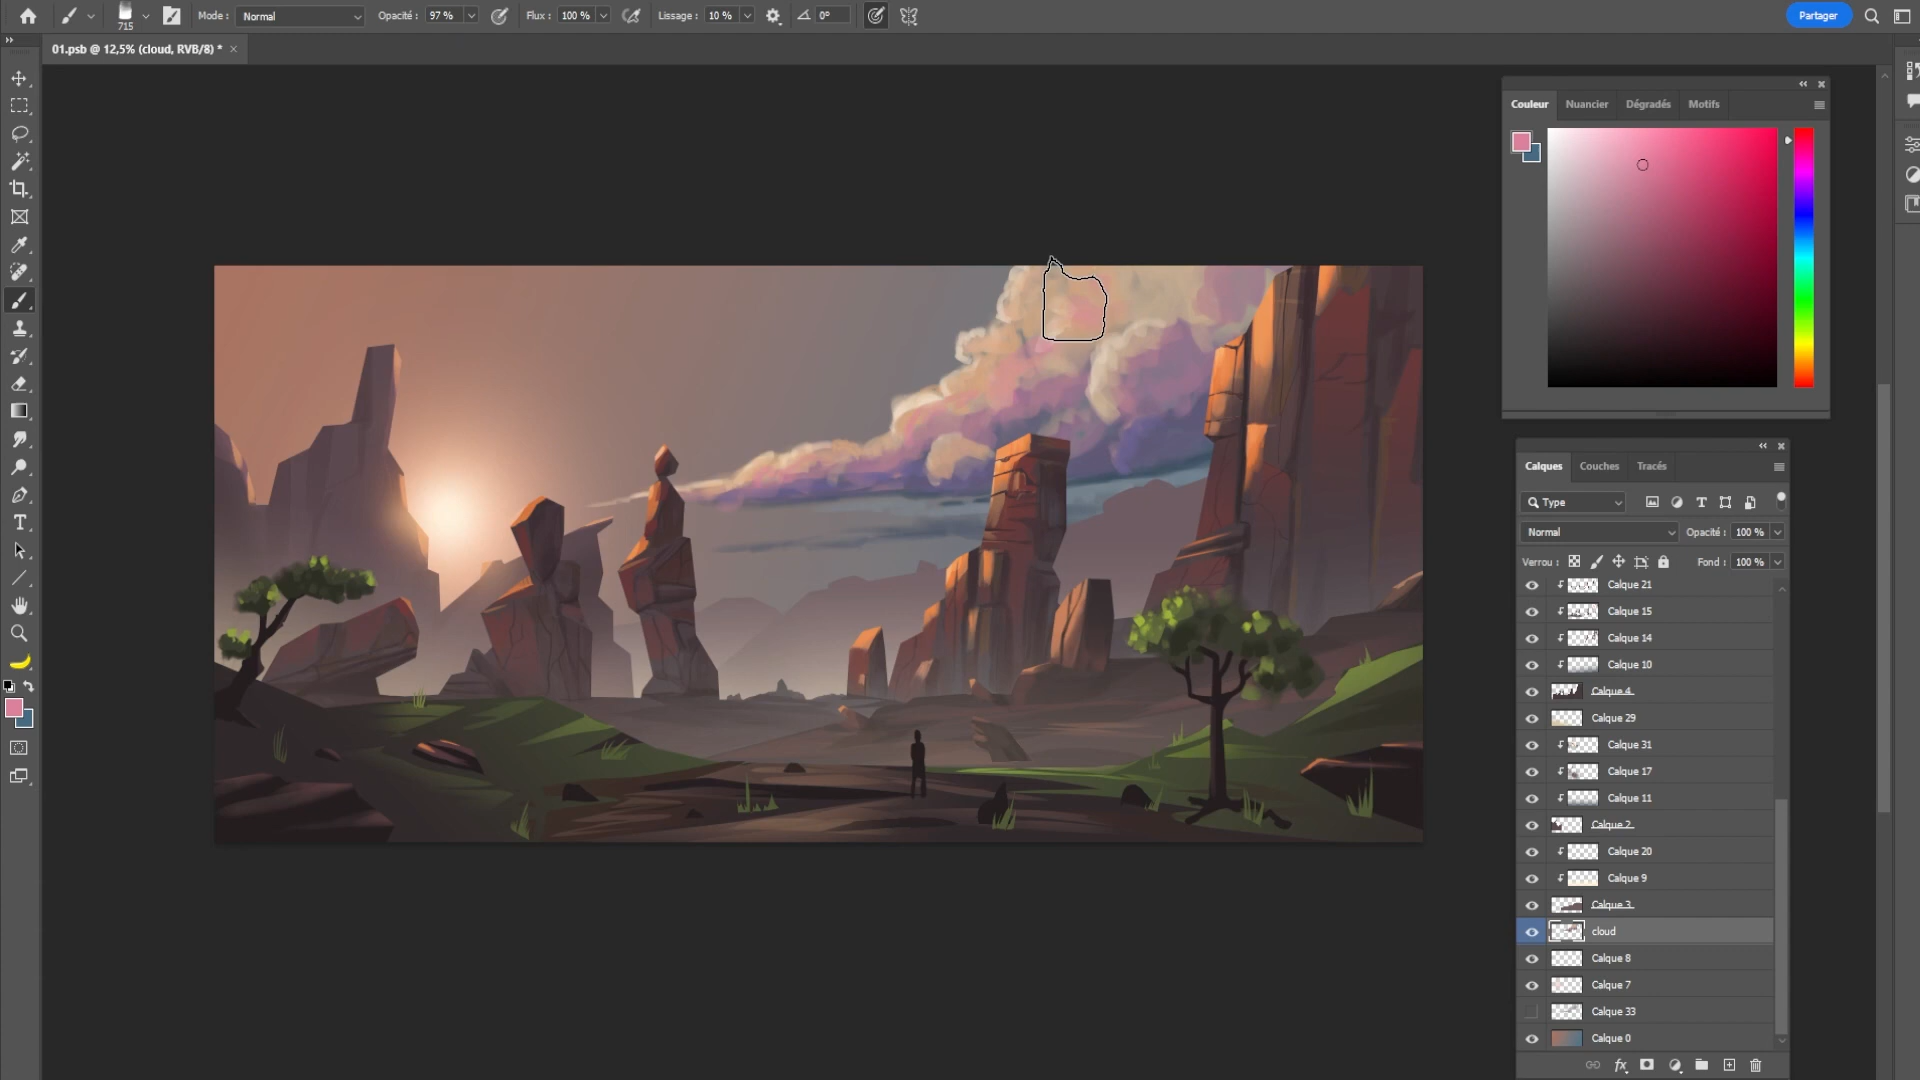 715
Mode : Normal
Opacité : 97 %
Flux : 100 %
Lissage : 10 %
0°
Partager
01.psb @ 12,5% (cloud, RVB/8) *
Couleur Nuancier Dégradés Motifs
Calques Couches Tracés
Type
Normal Opacité : 100 %
Verrou : Fond : 100 %
Calque 21
Calque 15
Calque 14
Calque 10
Calque 4
Calque 29
Calque 31
Calque 17
Calque 11
Calque 2
Calque 20
Calque 9
Calque 3
cloud
Calque 8
Calque 7
Calque 33
Calque 0
fx